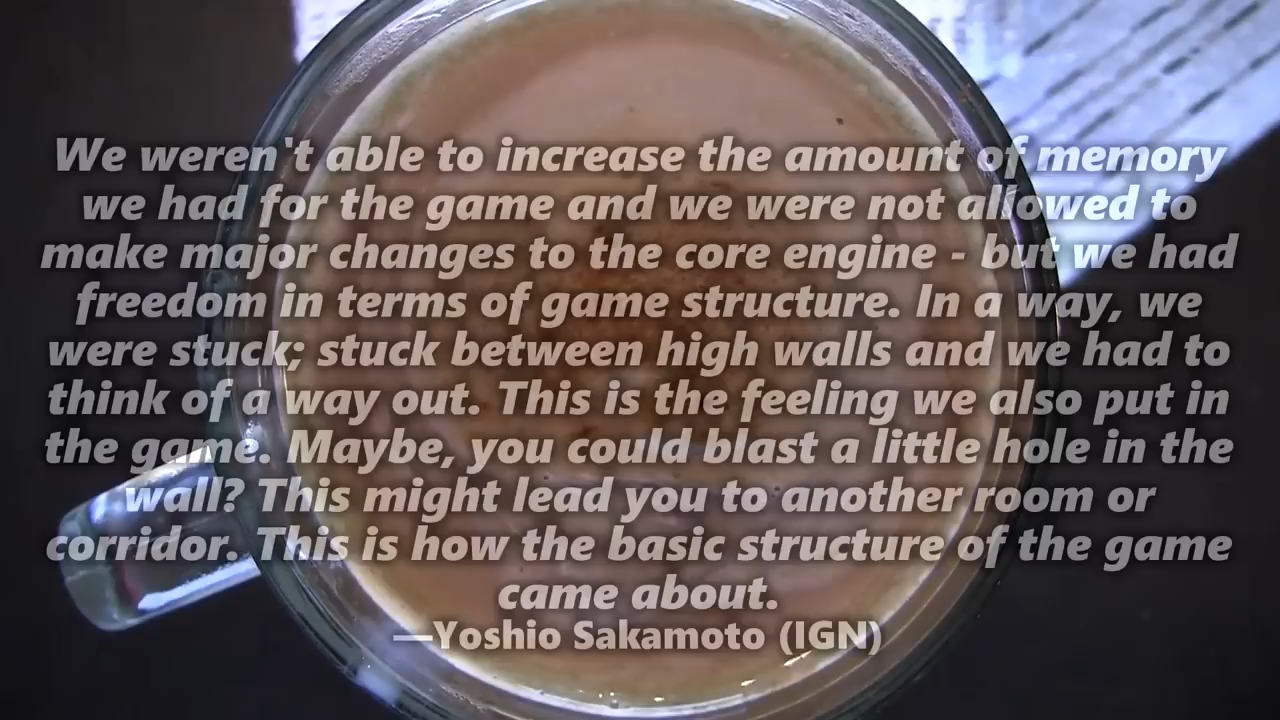 We weren't able to increase the amount of memory
we had for the game and we were not allowed to
make major changes to the core engine - but we had
freedom in terms of game structure. In a way, we
were stuck; stuck between high walls and we had to
think of a way out. This is the feeling we also put in
the game. Maybe, you could blast a little hole in the
wall? This might lead you to another room or
corridor. This is how the basic structure of the game
came about.
—Yoshio Sakamoto (IGN)